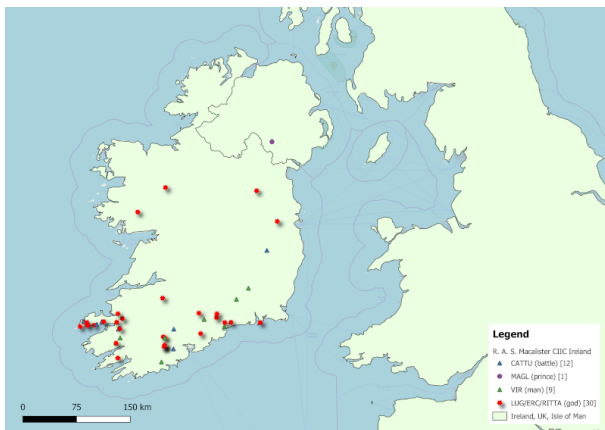 Legend
R. A. S. Macalister CIIC Ireland
CATTU (battle) [12]
MAGL (prince) [1]
VIR (man) [9]
LUG/ERC/RITTA (god) [30]
Ireland, UK, Isle of Man
0 75 150 km